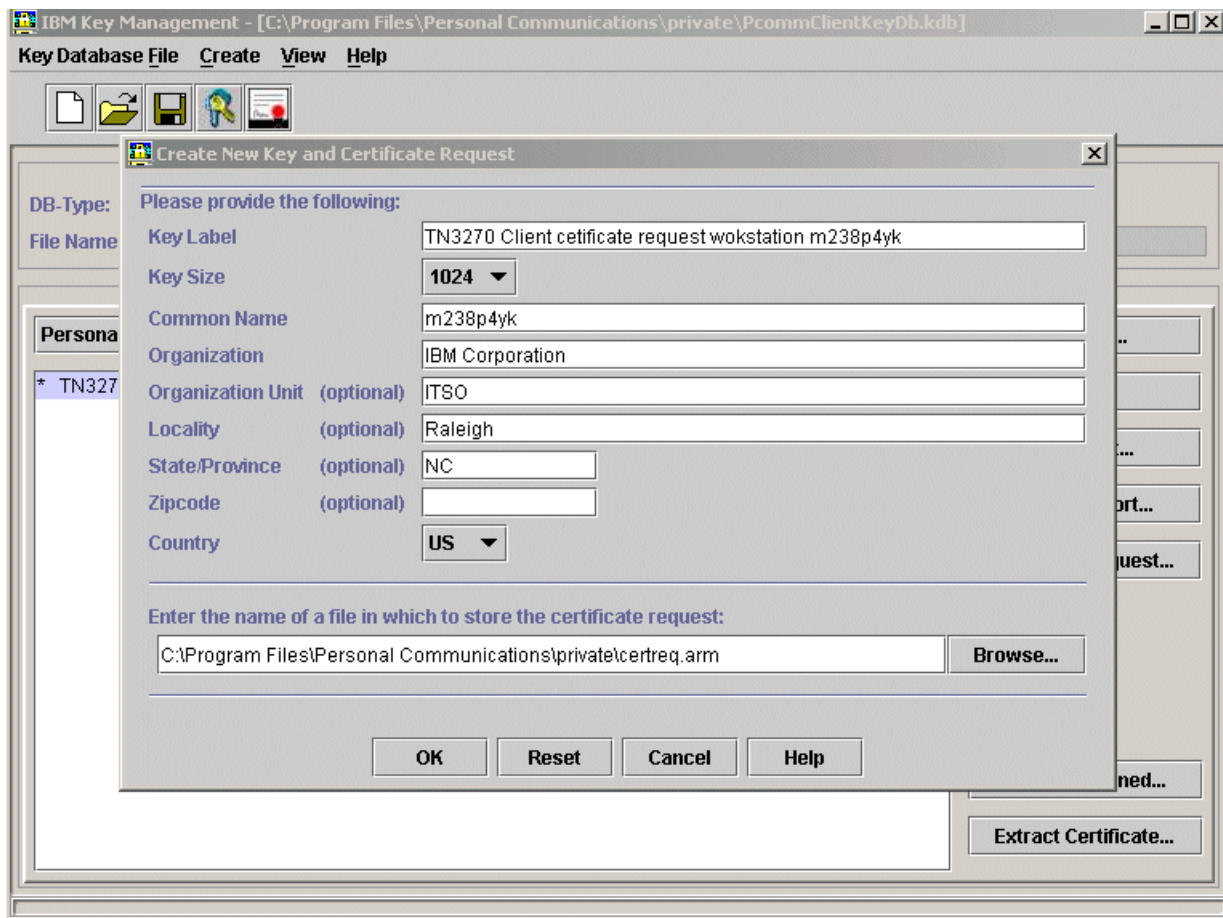 IBM Key Management - [C:\Program Files\Personal Communications\private\PcommClientKeyDb.kdb]
Key Database File Create View Help
Create New Key and Certificate Request
DB-Type:
File Name
Please provide the following:
Key Label TN3270 Client cetificate request wokstation m238p4yk
Key Size 1024
Common Name m238p4yk
Organization IBM Corporation
Organization Unit (optional) ITSO
Locality (optional) Raleigh
State/Province (optional) NC
Zipcode (optional)
Country US
Enter the name of a file in which to store the certificate request:
C:\Program Files\Personal Communications\private\certreq.arm Browse...
OK Reset Cancel Help
Persona
* TN327
..
...
ort...
quest...
ned...
Extract Certificate...